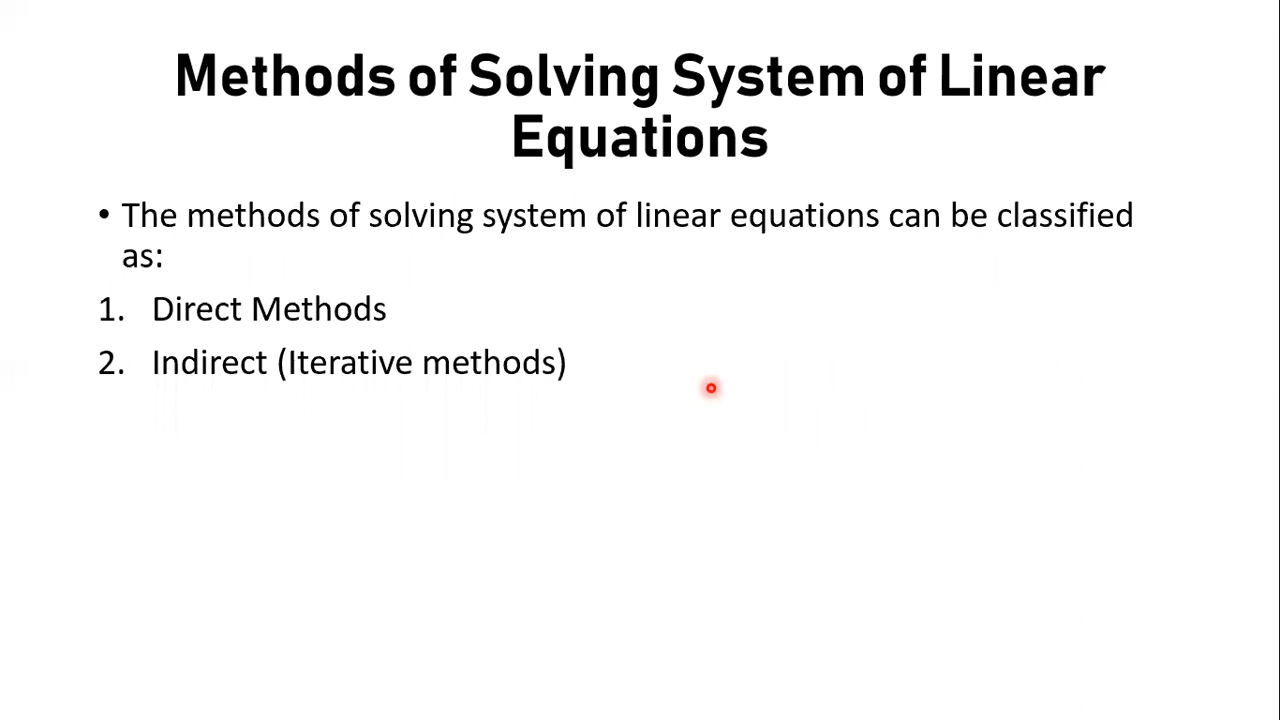 Methods of Solving System of Linear
Equations
• The methods of solving system of linear equations can be classified
as:
1. Direct Methods
2. Indirect (Iterative methods)